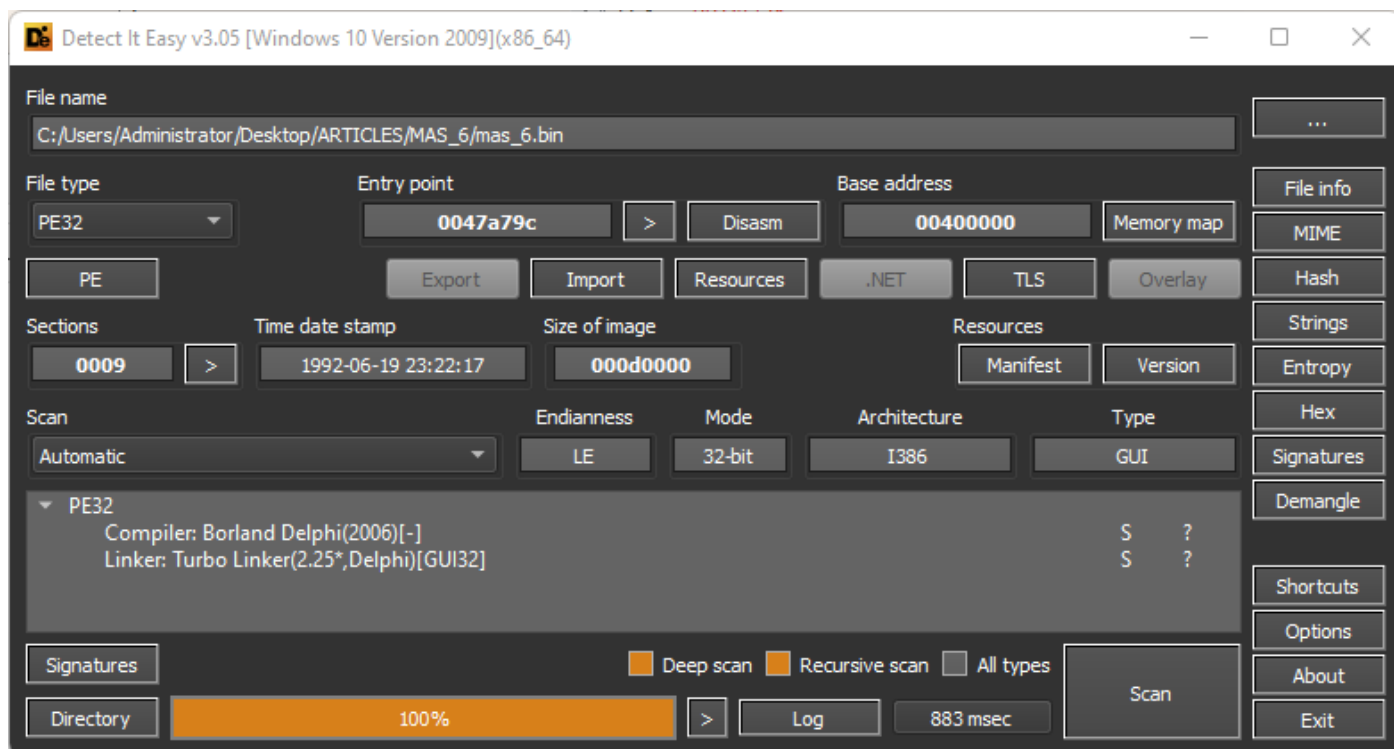 Detect It Easy v3.05 [Windows 10 Version 2009](x86_64)
File name
C:/Users/Administrator/Desktop/ARTICLES/MAS_6/mas_6.bin
...
File type Entry point Base address
PE32 0047a79c > Disasm 00400000 Memory map
File info
MIME
PE Export Import Resources .NET TLS Overlay
Hash
Sections Time date stamp Size of image Resources
Strings
0009 > 1992-06-19 23:22:17 000d0000 Manifest Version
Entropy
Scan Endianness Mode Architecture Type
Hex
Automatic LE 32-bit I386 GUI
Signatures
PE32
Demangle
Compiler: Borland Delphi(2006)[-] S ?
Linker: Turbo Linker(2.25*,Delphi)[GUI32] S ?
Shortcuts
Options
Signatures Deep scan Recursive scan All types Scan
About
Directory 100% > Log 883 msec
Exit